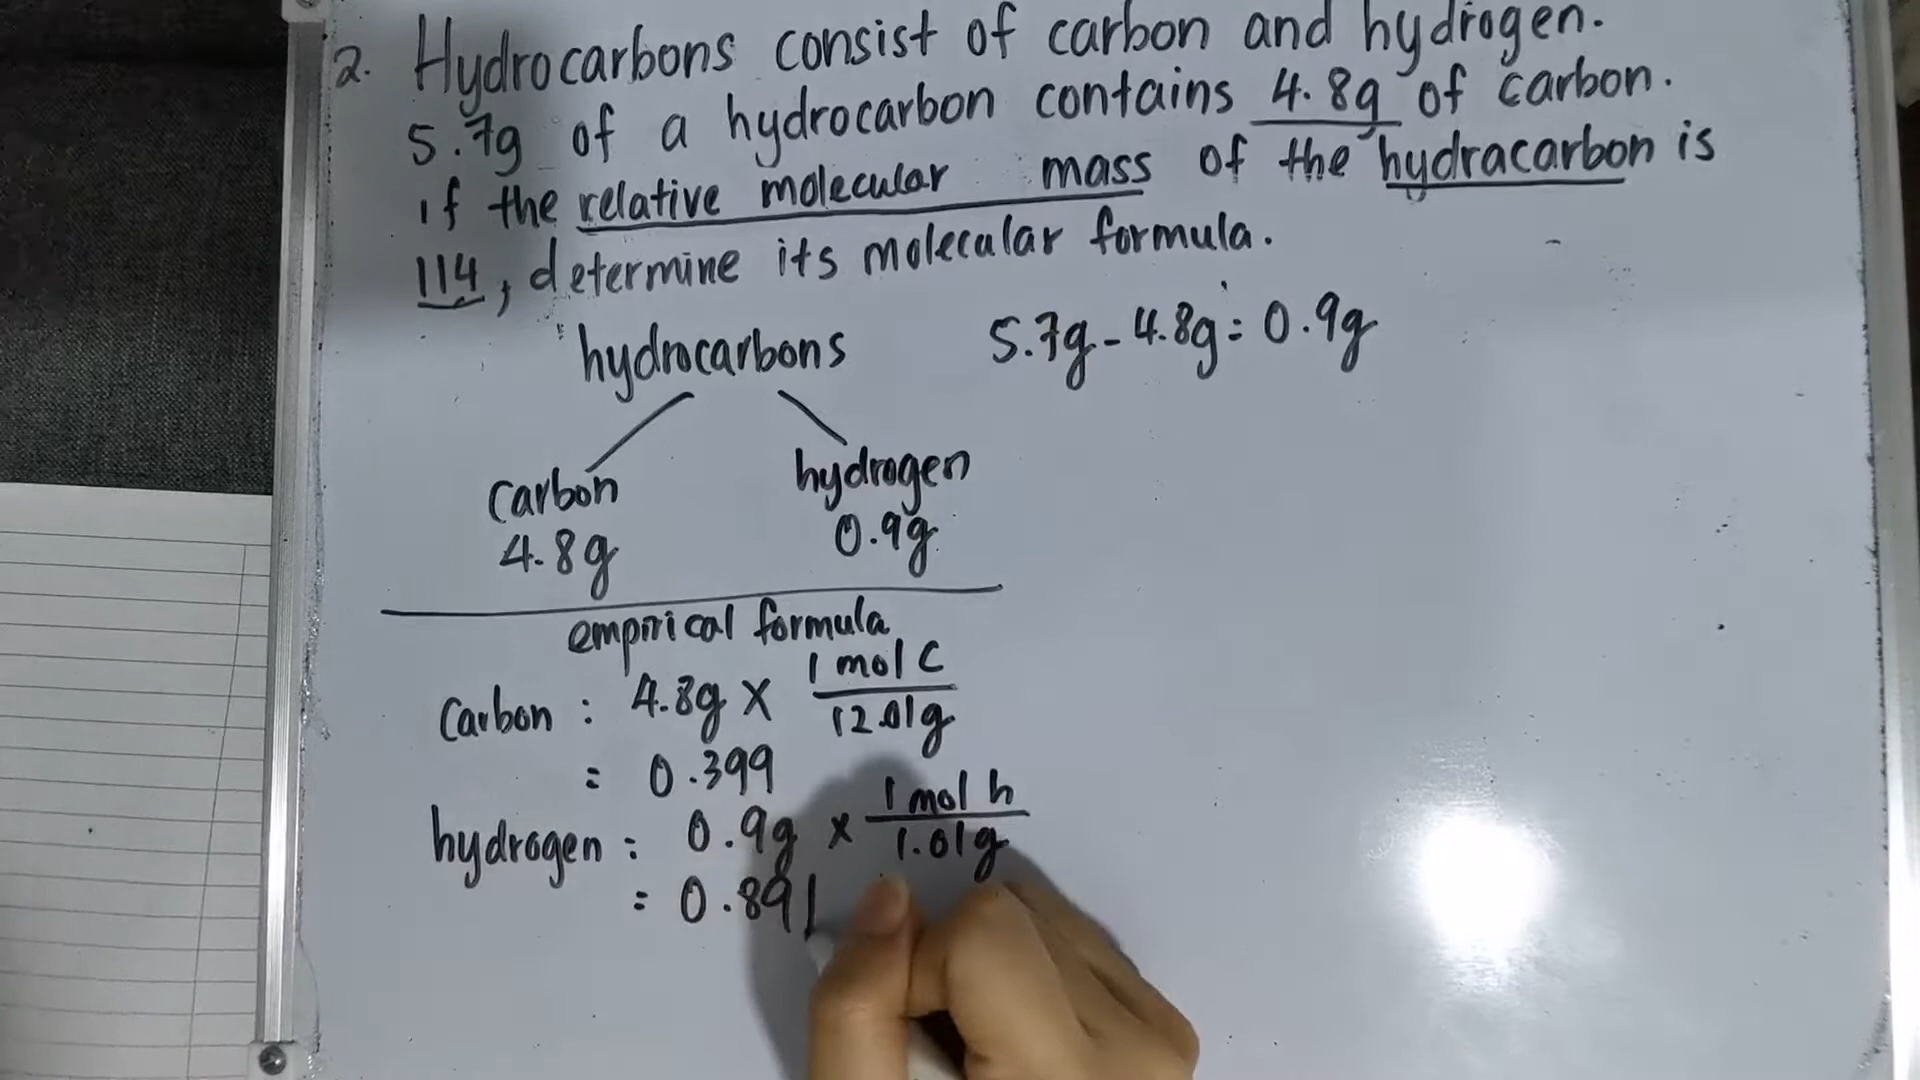 2. Hydrocarbons consist of carbon and hydrogen.
5.7g of a hydrocarbon contains 4.8g of carbon.
if the relative molecular mass of the hydracarbon is
114, determine its molecular formula.
hydrocarbons
5.7g - 4.8g = 0.9g
carbon
hydrogen
4.8g
0.9g
empirical formula
Carbon : 4.8g × 1 mol C / 12.01g
= 0.399
hydrogen : 0.9g × 1 mol h / 1.01g
= 0.891